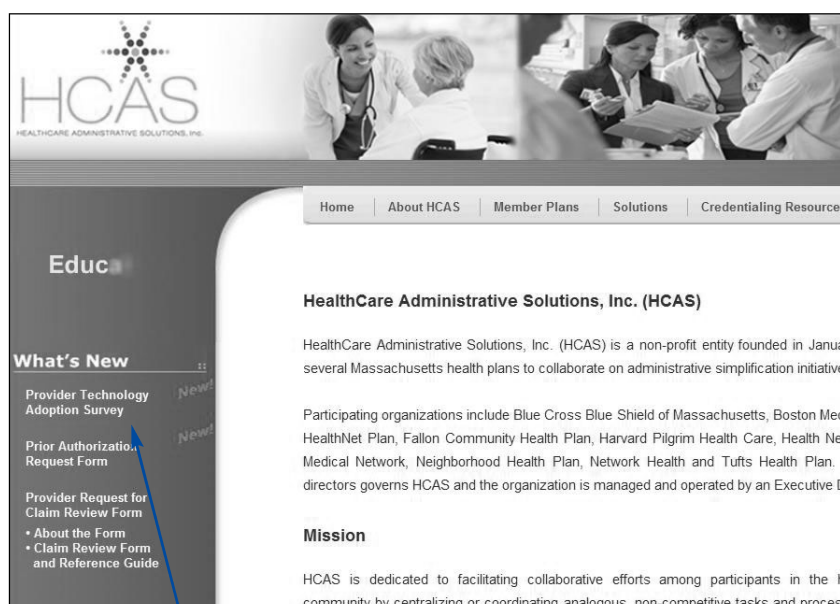 HCAS
HEALTHCARE ADMINISTRATIVE SOLUTIONS, Inc.
Home
About HCAS
Member Plans
Solutions
Credentialing Resource
Educ
What's New
Provider Technology
Adoption Survey
New!
Prior Authorization
Request Form
New!
Provider Request for
Claim Review Form
• About the Form
• Claim Review Form
and Reference Guide
HealthCare Administrative Solutions, Inc. (HCAS)
HealthCare Administrative Solutions, Inc. (HCAS) is a non-profit entity founded in Janua
several Massachusetts health plans to collaborate on administrative simplification initiative
Participating organizations include Blue Cross Blue Shield of Massachusetts, Boston Med
HealthNet Plan, Fallon Community Health Plan, Harvard Pilgrim Health Care, Health Ne
Medical Network, Neighborhood Health Plan, Network Health and Tufts Health Plan.
directors governs HCAS and the organization is managed and operated by an Executive D
Mission
HCAS is dedicated to facilitating collaborative efforts among participants in the h
community by centralizing or coordinating analogous, non-competitive tasks and proces